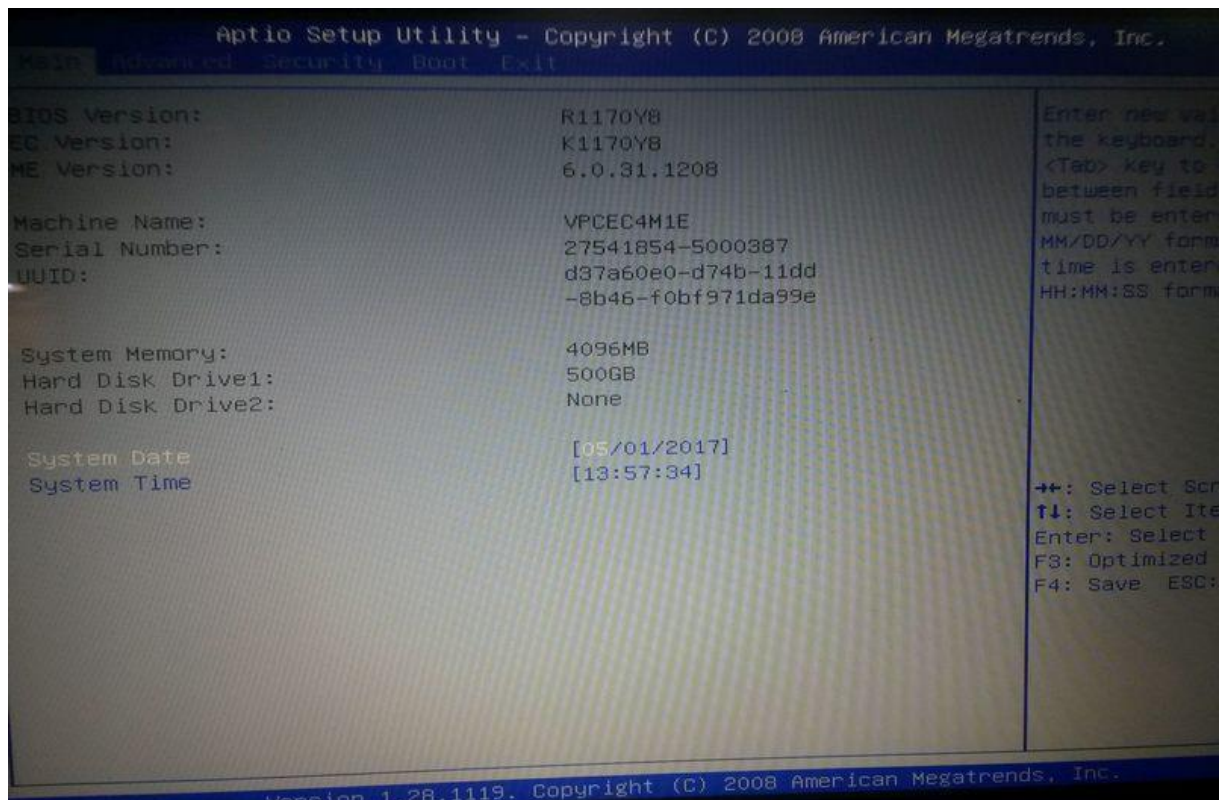 Aptio Setup Utility - Copyright (C) 2008 American Megatrends, Inc.
Main Advanced Security Boot Exit
BIOS Version: R1170Y8
EC Version: K1170Y8
ME Version: 6.0.31.1208
Machine Name: VPCEC4M1E
Serial Number: 27541854-5000387
UUID: d37a60e0-d74b-11dd
-8b46-f0bf971da99e
System Memory: 4096MB
Hard Disk Drive1: 500GB
Hard Disk Drive2: None
System Date [05/01/2017]
System Time [13:57:34]
Enter new
the keyboard.
<Tab> key to
between field
must be enter
MM/DD/YY form
time is enter
HH:MM:SS form
→←: Select Scr
↑↓: Select Ite
Enter: Select
F3: Optimized
F4: Save ESC:
Version 1.28.1119. Copyright (C) 2008 American Megatrends, Inc.